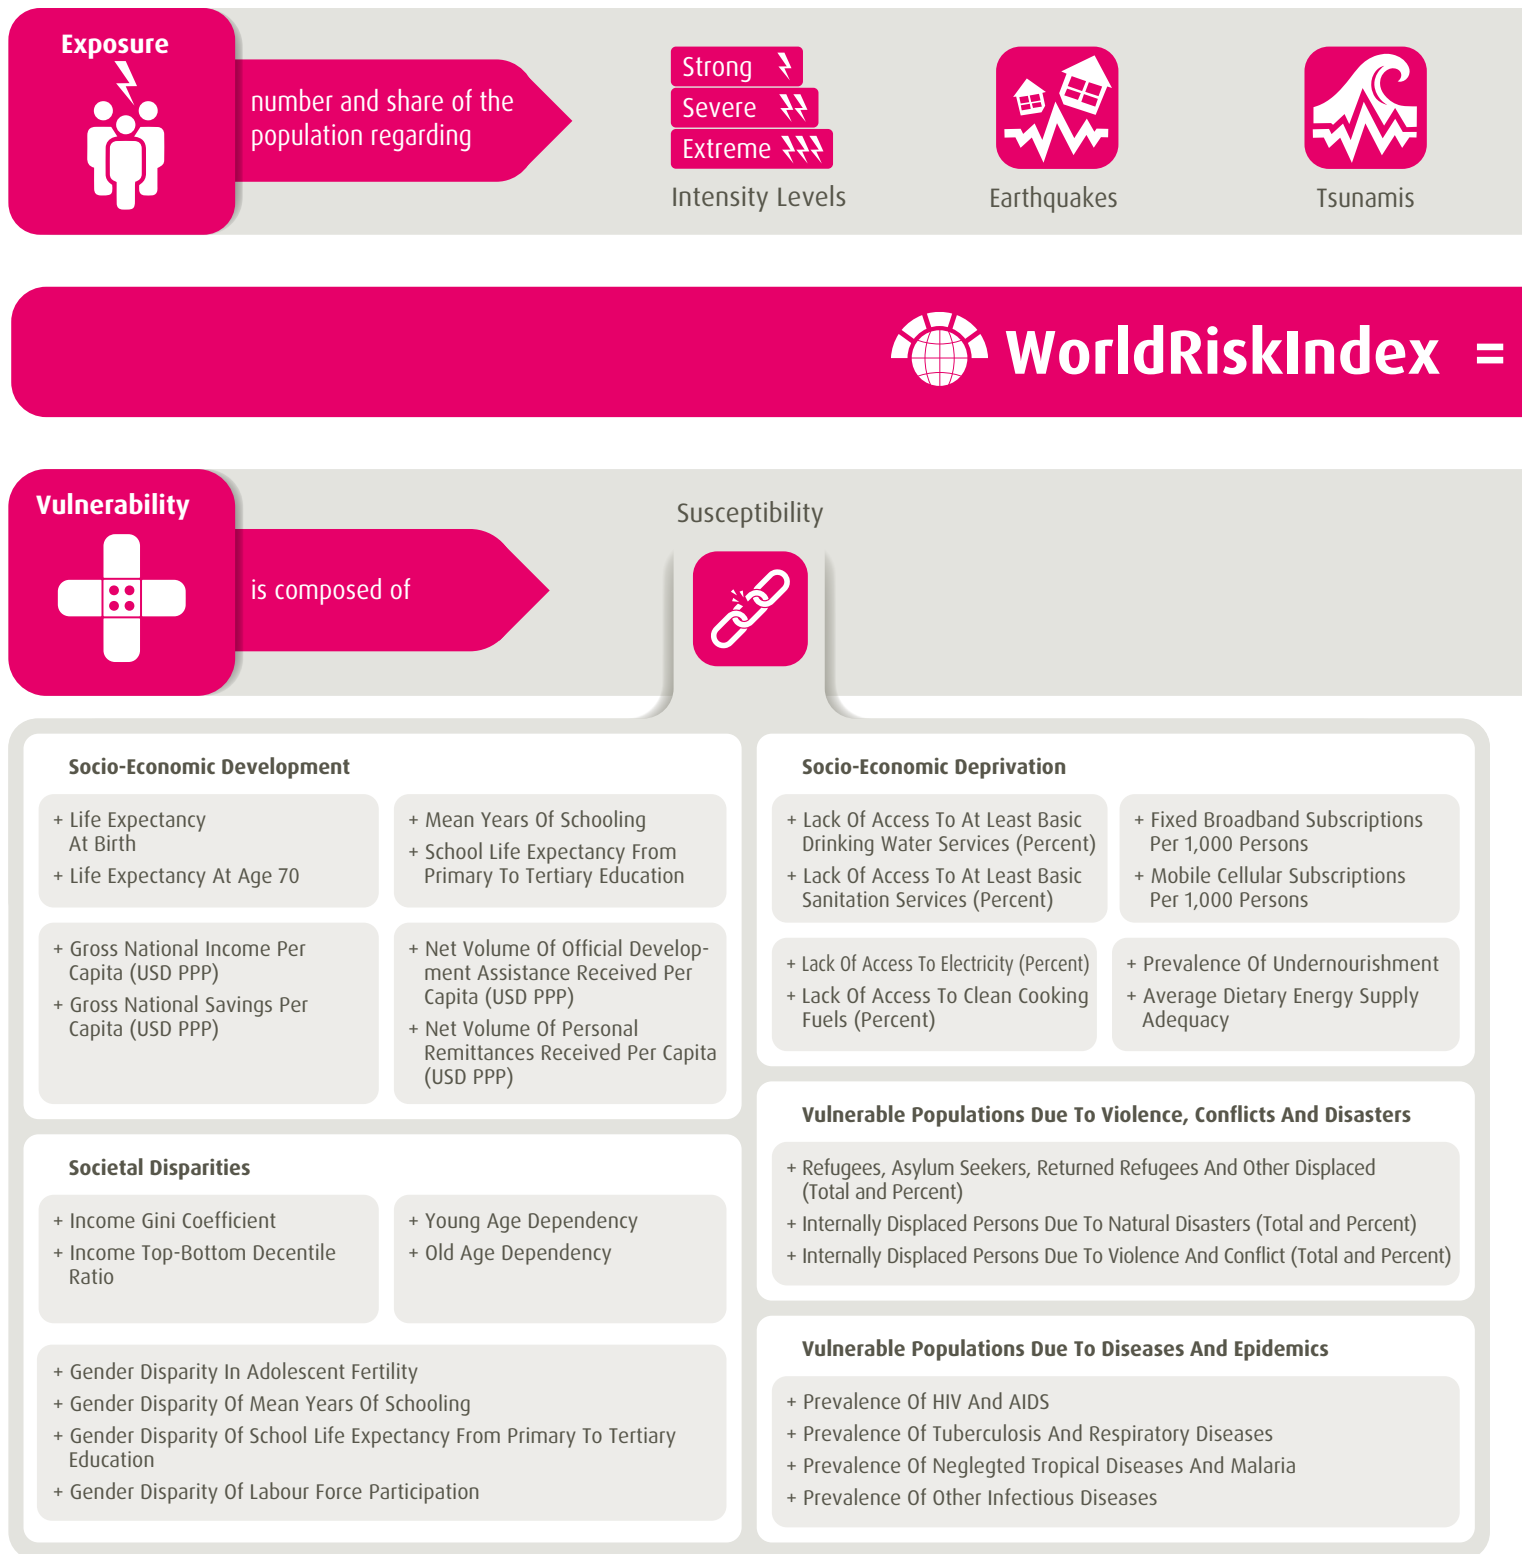 Exposure
number and share of the
population regarding
Strong
Severe
Extreme
Intensity Levels
Earthquakes
Tsunamis
WorldRiskIndex =
Vulnerability
is composed of
Susceptibility
Socio-Economic Development
+ Life Expectancy
At Birth
+ Life Expectancy At Age 70
+ Mean Years Of Schooling
+ School Life Expectancy From
Primary To Tertiary Education
+ Gross National Income Per
Capita (USD PPP)
+ Gross National Savings Per
Capita (USD PPP)
+ Net Volume Of Official Develop-
ment Assistance Received Per
Capita (USD PPP)
+ Net Volume Of Personal
Remittances Received Per Capita
(USD PPP)
Societal Disparities
+ Income Gini Coefficient
+ Income Top-Bottom Decentile
Ratio
+ Young Age Dependency
+ Old Age Dependency
+ Gender Disparity In Adolescent Fertility
+ Gender Disparity Of Mean Years Of Schooling
+ Gender Disparity Of School Life Expectancy From Primary To Tertiary
Education
+ Gender Disparity Of Labour Force Participation
Socio-Economic Deprivation
+ Lack Of Access To At Least Basic
Drinking Water Services (Percent)
+ Lack Of Access To At Least Basic
Sanitation Services (Percent)
+ Fixed Broadband Subscriptions
Per 1,000 Persons
+ Mobile Cellular Subscriptions
Per 1,000 Persons
+ Lack Of Access To Electricity (Percent)
+ Lack Of Access To Clean Cooking
Fuels (Percent)
+ Prevalence Of Undernourishment
+ Average Dietary Energy Supply
Adequacy
Vulnerable Populations Due To Violence, Conflicts And Disasters
+ Refugees, Asylum Seekers, Returned Refugees And Other Displaced
(Total and Percent)
+ Internally Displaced Persons Due To Natural Disasters (Total and Percent)
+ Internally Displaced Persons Due To Violence And Conflict (Total and Percent)
Vulnerable Populations Due To Diseases And Epidemics
+ Prevalence Of HIV And AIDS
+ Prevalence Of Tuberculosis And Respiratory Diseases
+ Prevalence Of Neglegted Tropical Diseases And Malaria
+ Prevalence Of Other Infectious Diseases